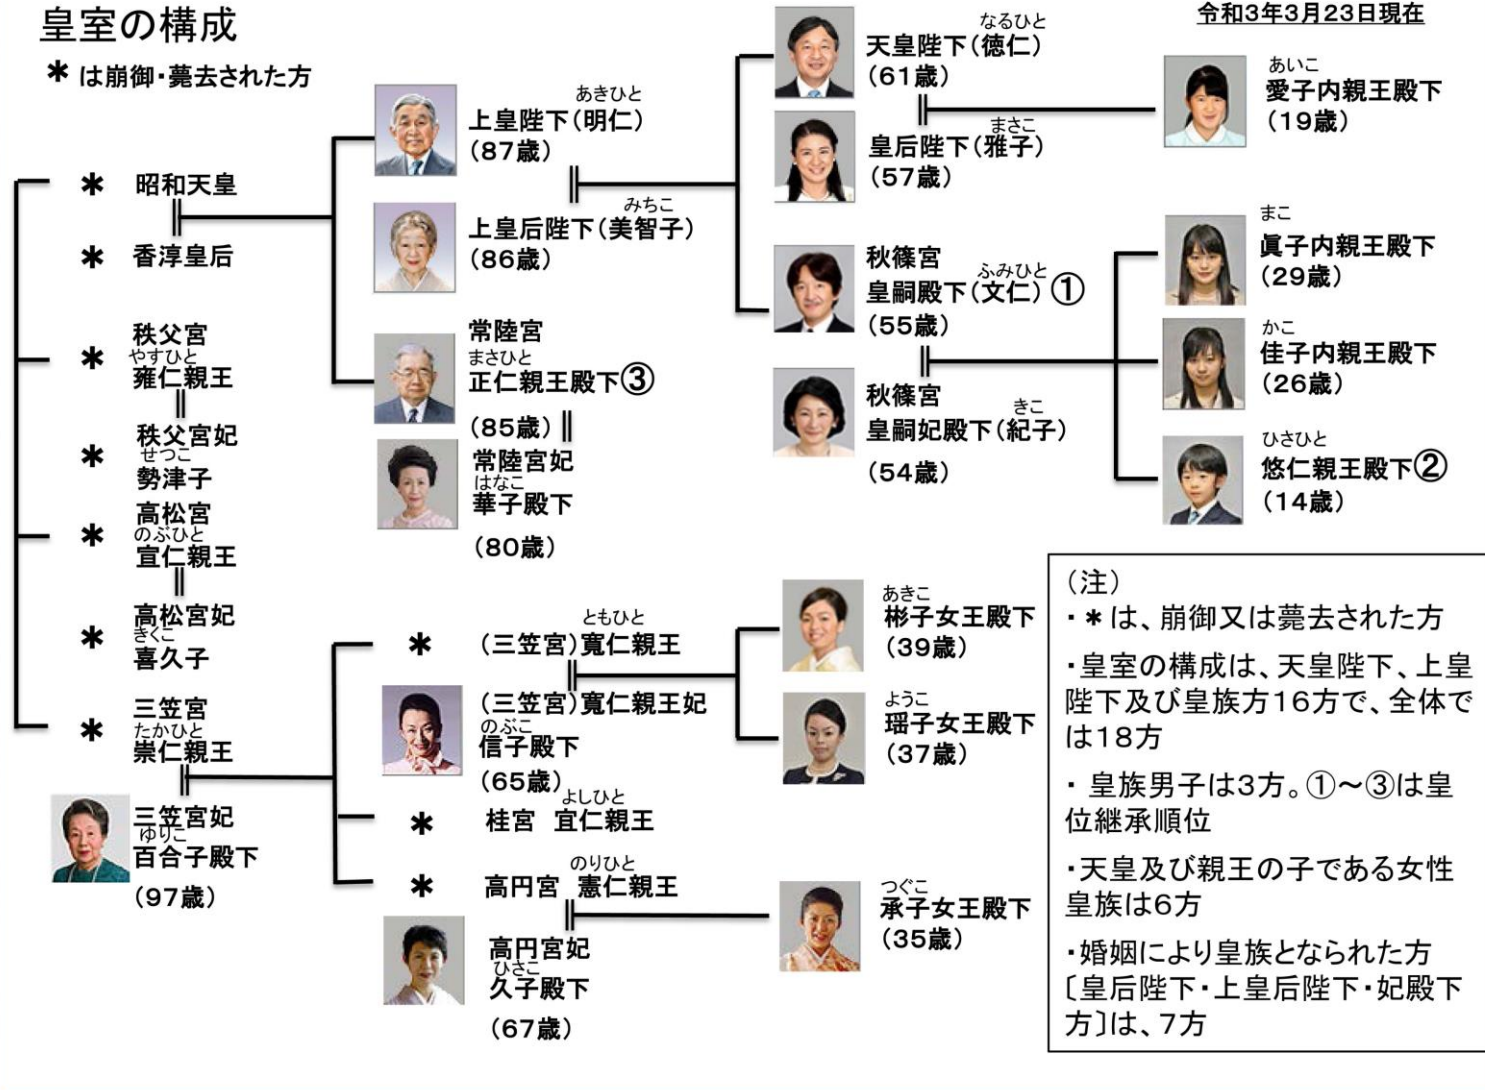 皇室の構成
令和3年3月23日現在
＊は崩御・薨去された方
＊ 昭和天皇
＊ 香淳皇后
＊ 秩父宮
やすひと
雍仁親王
＊ 秩父宮妃
せつこ
勢津子
＊ 高松宮
のぶひと
宣仁親王
＊ 高松宮妃
きくこ
喜久子
＊ 三笠宮
たかひと
崇仁親王
三笠宮妃
ゆりこ
百合子殿下
(97歳)
あきひと
上皇陛下(明仁)
(87歳)
みちこ
上皇后陛下(美智子)
(86歳)
常陸宮
まさひと
正仁親王殿下③
(85歳)
常陸宮妃
はなこ
華子殿下
(80歳)
ともひと
＊ (三笠宮)寬仁親王
(三笠宮)寬仁親王妃
のぶこ
信子殿下
(65歳)
よしひと
＊ 桂宮 宜仁親王
のりひと
＊ 高円宮 憲仁親王
高円宮妃
ひさこ
久子殿下
(67歳)
なるひと
天皇陛下(徳仁)
(61歳)
まさこ
皇后陛下(雅子)
(57歳)
秋篠宮
ふみひと
皇嗣殿下(文仁)①
(55歳)
秋篠宮
きこ
皇嗣妃殿下(紀子)
(54歳)
あきこ
彬子女王殿下
(39歳)
ようこ
瑶子女王殿下
(37歳)
つぐこ
承子女王殿下
(35歳)
あいこ
愛子内親王殿下
(19歳)
まこ
眞子内親王殿下
(29歳)
かこ
佳子内親王殿下
(26歳)
ひさひと
悠仁親王殿下②
(14歳)
(注)
・＊は、崩御又は薨去された方
・皇室の構成は、天皇陛下、上皇
陛下及び皇族方16方で、全体で
は18方
・ 皇族男子は3方。①～③は皇
位継承順位
・天皇及び親王の子である女性
皇族は6方
・婚姻により皇族となられた方
〔皇后陛下・上皇后陛下・妃殿下
方〕は、7方